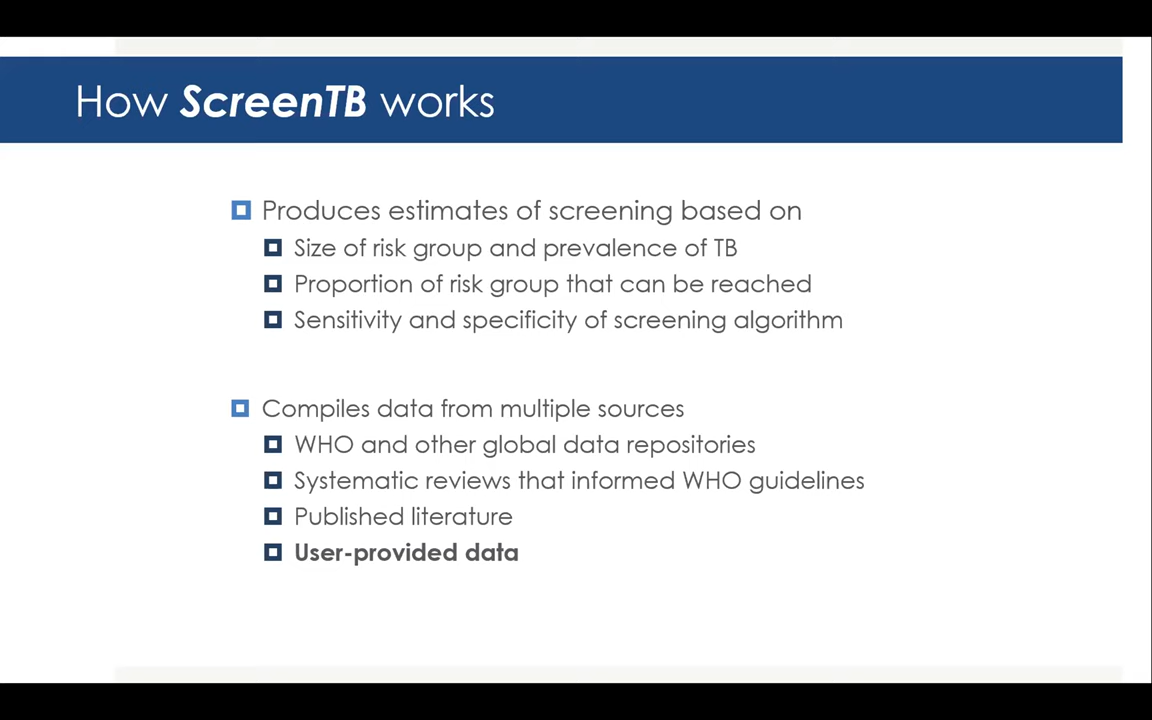 How ScreenTB works
Produces estimates of screening based on
Size of risk group and prevalence of TB
Proportion of risk group that can be reached
Sensitivity and specificity of screening algorithm
Compiles data from multiple sources
WHO and other global data repositories
Systematic reviews that informed WHO guidelines
Published literature
User-provided data